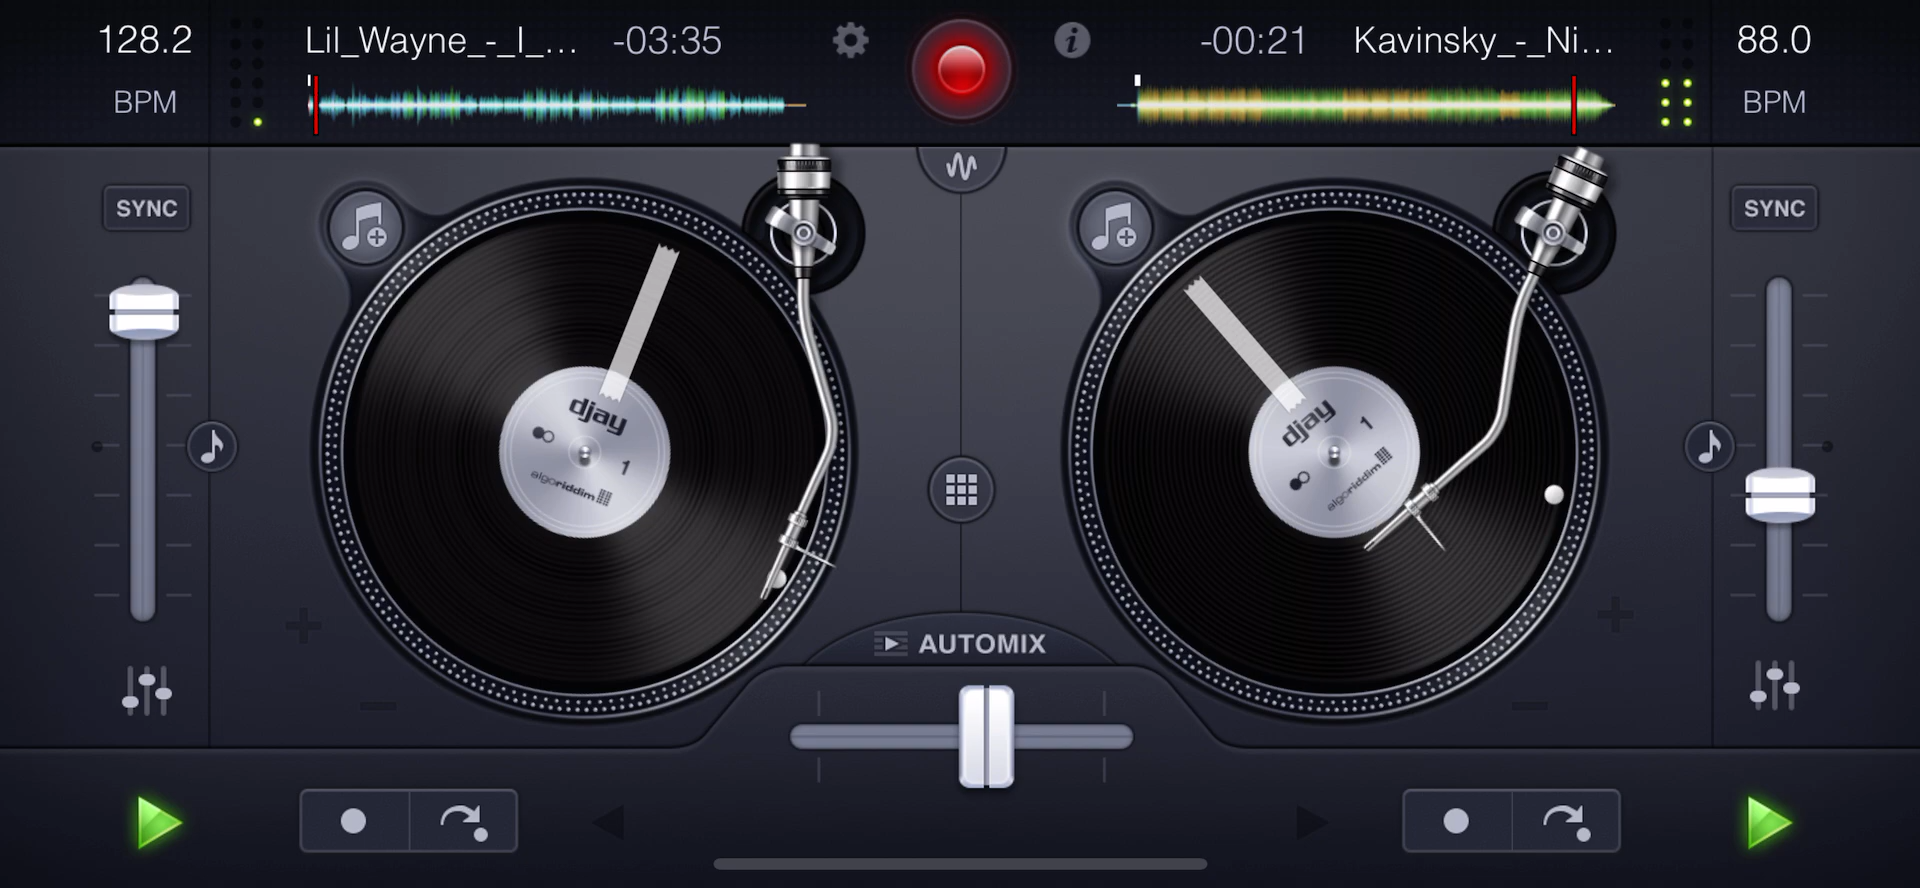 128.2
BPM
Lil_Wayne_-_I_...
-03:35
-00:21
Kavinsky_-_Ni...
88.0
BPM
SYNC
SYNC
djay
1
algoriddim
djay
1
algoriddim
AUTOMIX